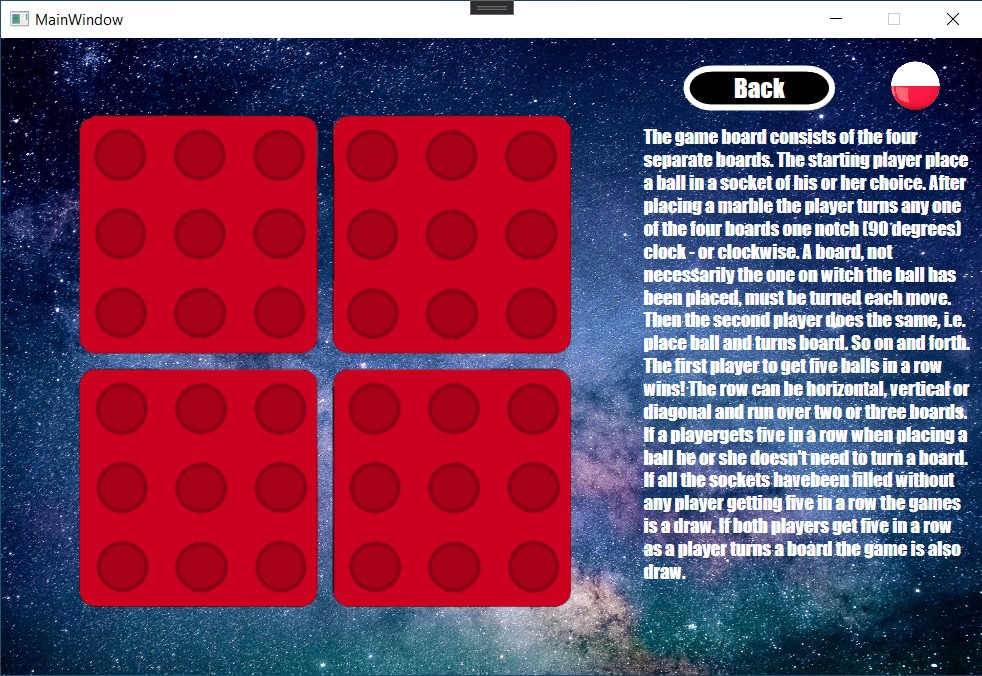 MainWindow
Back
The game board consists of the four
separate boards. The starting player place
a ball in a socket of his or her choice. After
placing a marble the player turns any one
of the four boards one notch (90 degrees)
clock - or clockwise. A board, not
necessarily the one on witch the ball has
been placed, must be turned each move.
Then the second player does the same, i.e.
place ball and turns board. So on and forth.
The first player to get five balls in a row
wins! The row can be horizontal, vertical or
diagonal and run over two or three boards.
If a playergets five in a row when placing a
ball he or she doesn't need to turn a board.
If all the sockets havebeen filled without
any player getting five in a row the games
is a draw. If both players get five in a row
as a player turns a board the game is also
draw.